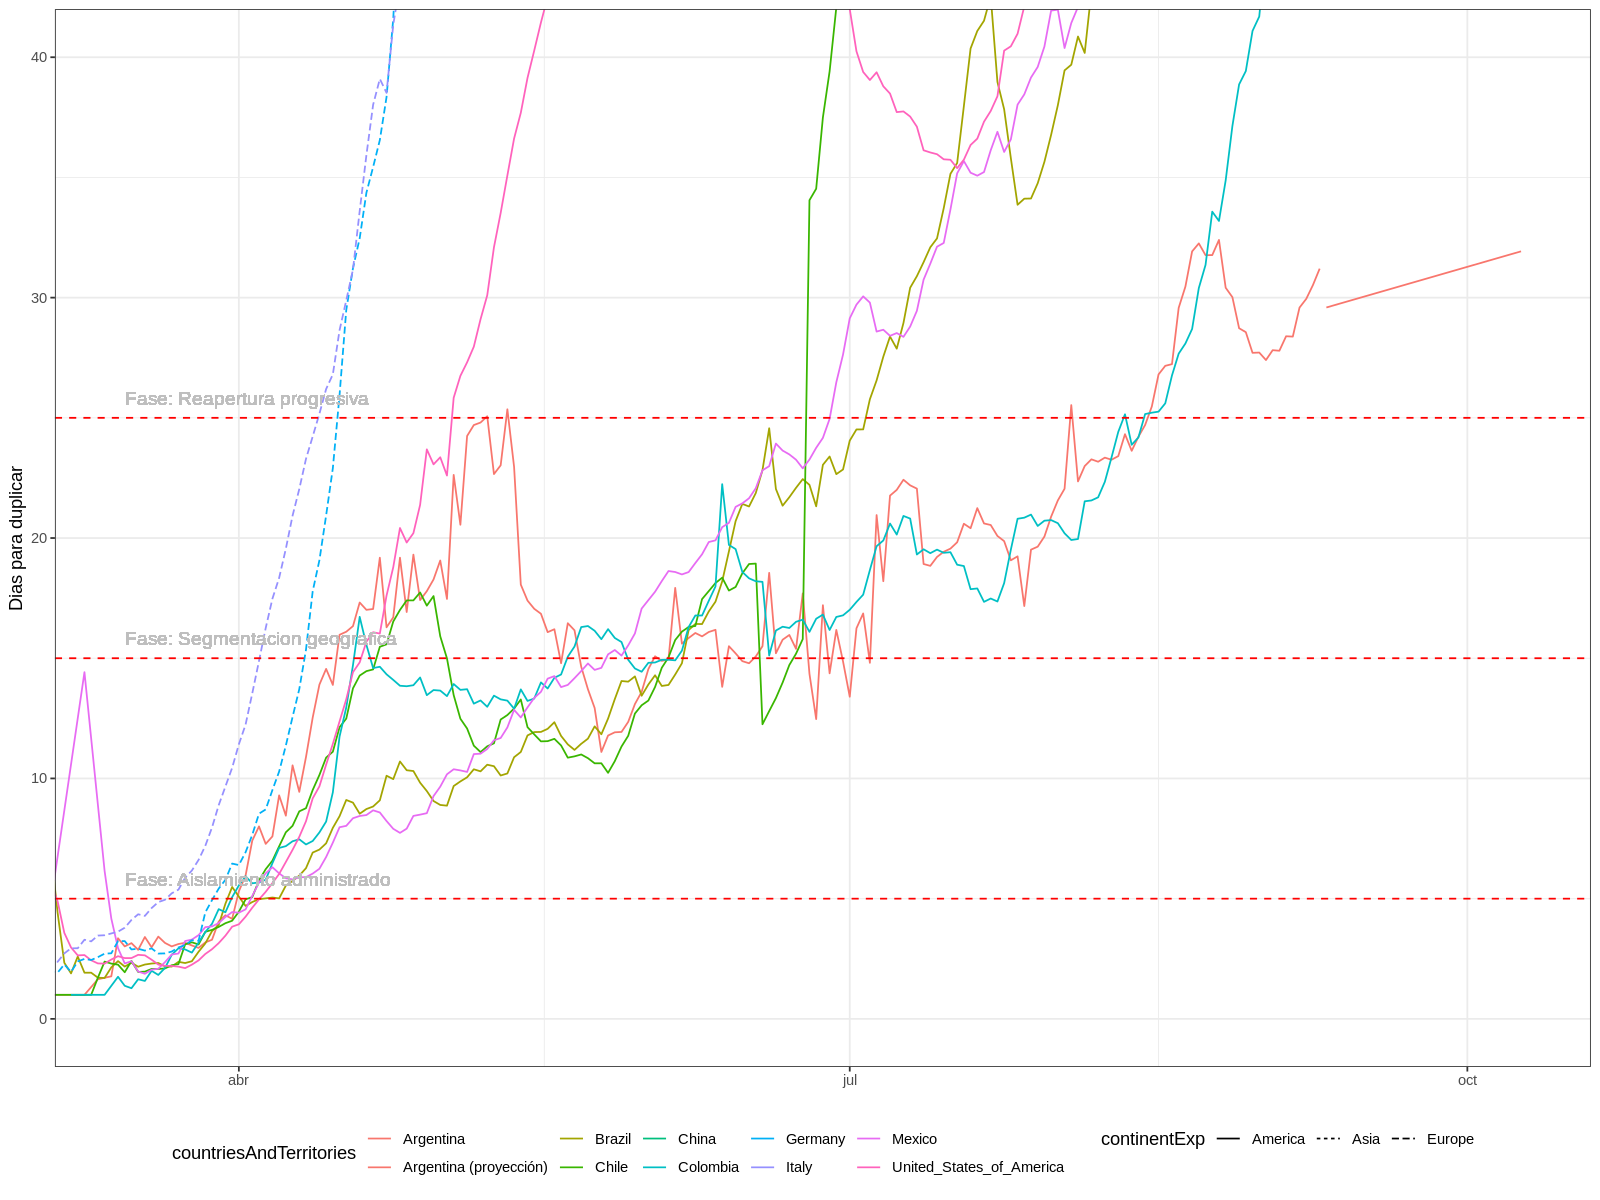 40
30
20
10
0
Dias para duplicar
Fase: Reapertura progresiva
Fase: Segmentacion geografica
Fase: Aislamiento administrado
abr jul oct
countriesAndTerritories
Argentina Brazil China Germany Mexico
Argentina (proyección) Chile Colombia Italy United_States_of_America
continentExp America Asia Europe